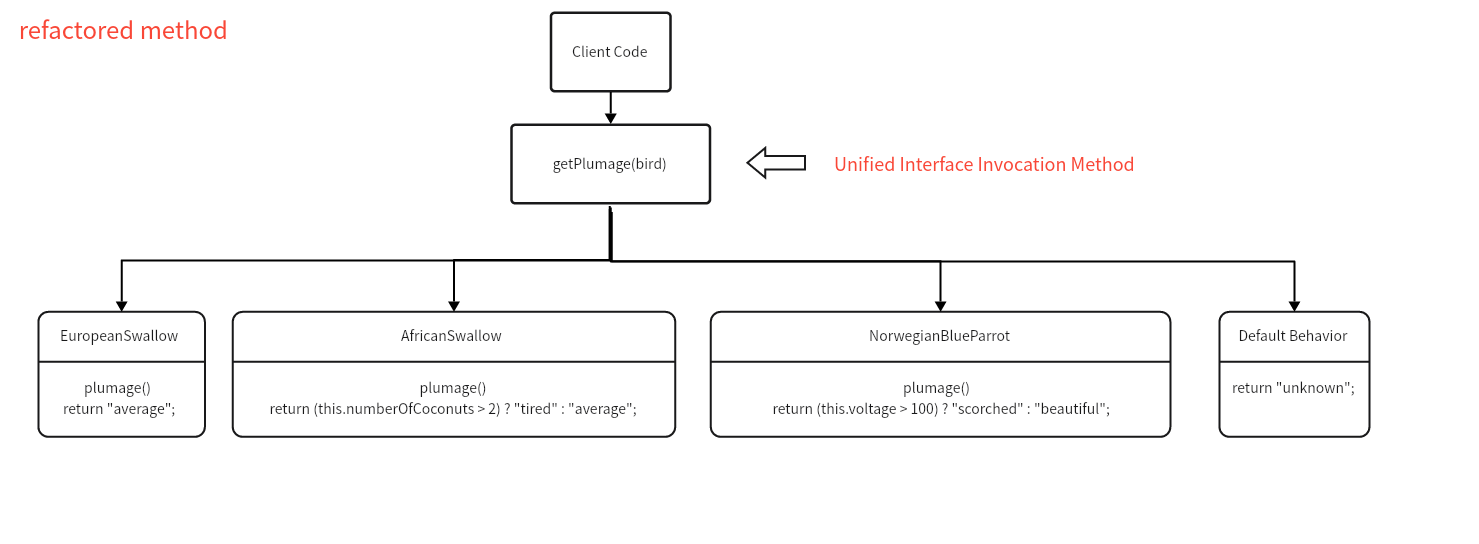 refactored method
Client Code
getPlumage(bird)
Unified Interface Invocation Method
EuropeanSwallow
plumage()
return "average";
AfricanSwallow
plumage()
return (this.numberOfCoconuts > 2) ? "tired" : "average";
NorwegianBlueParrot
plumage()
return (this.voltage > 100) ? "scorched" : "beautiful";
Default Behavior
return "unknown";